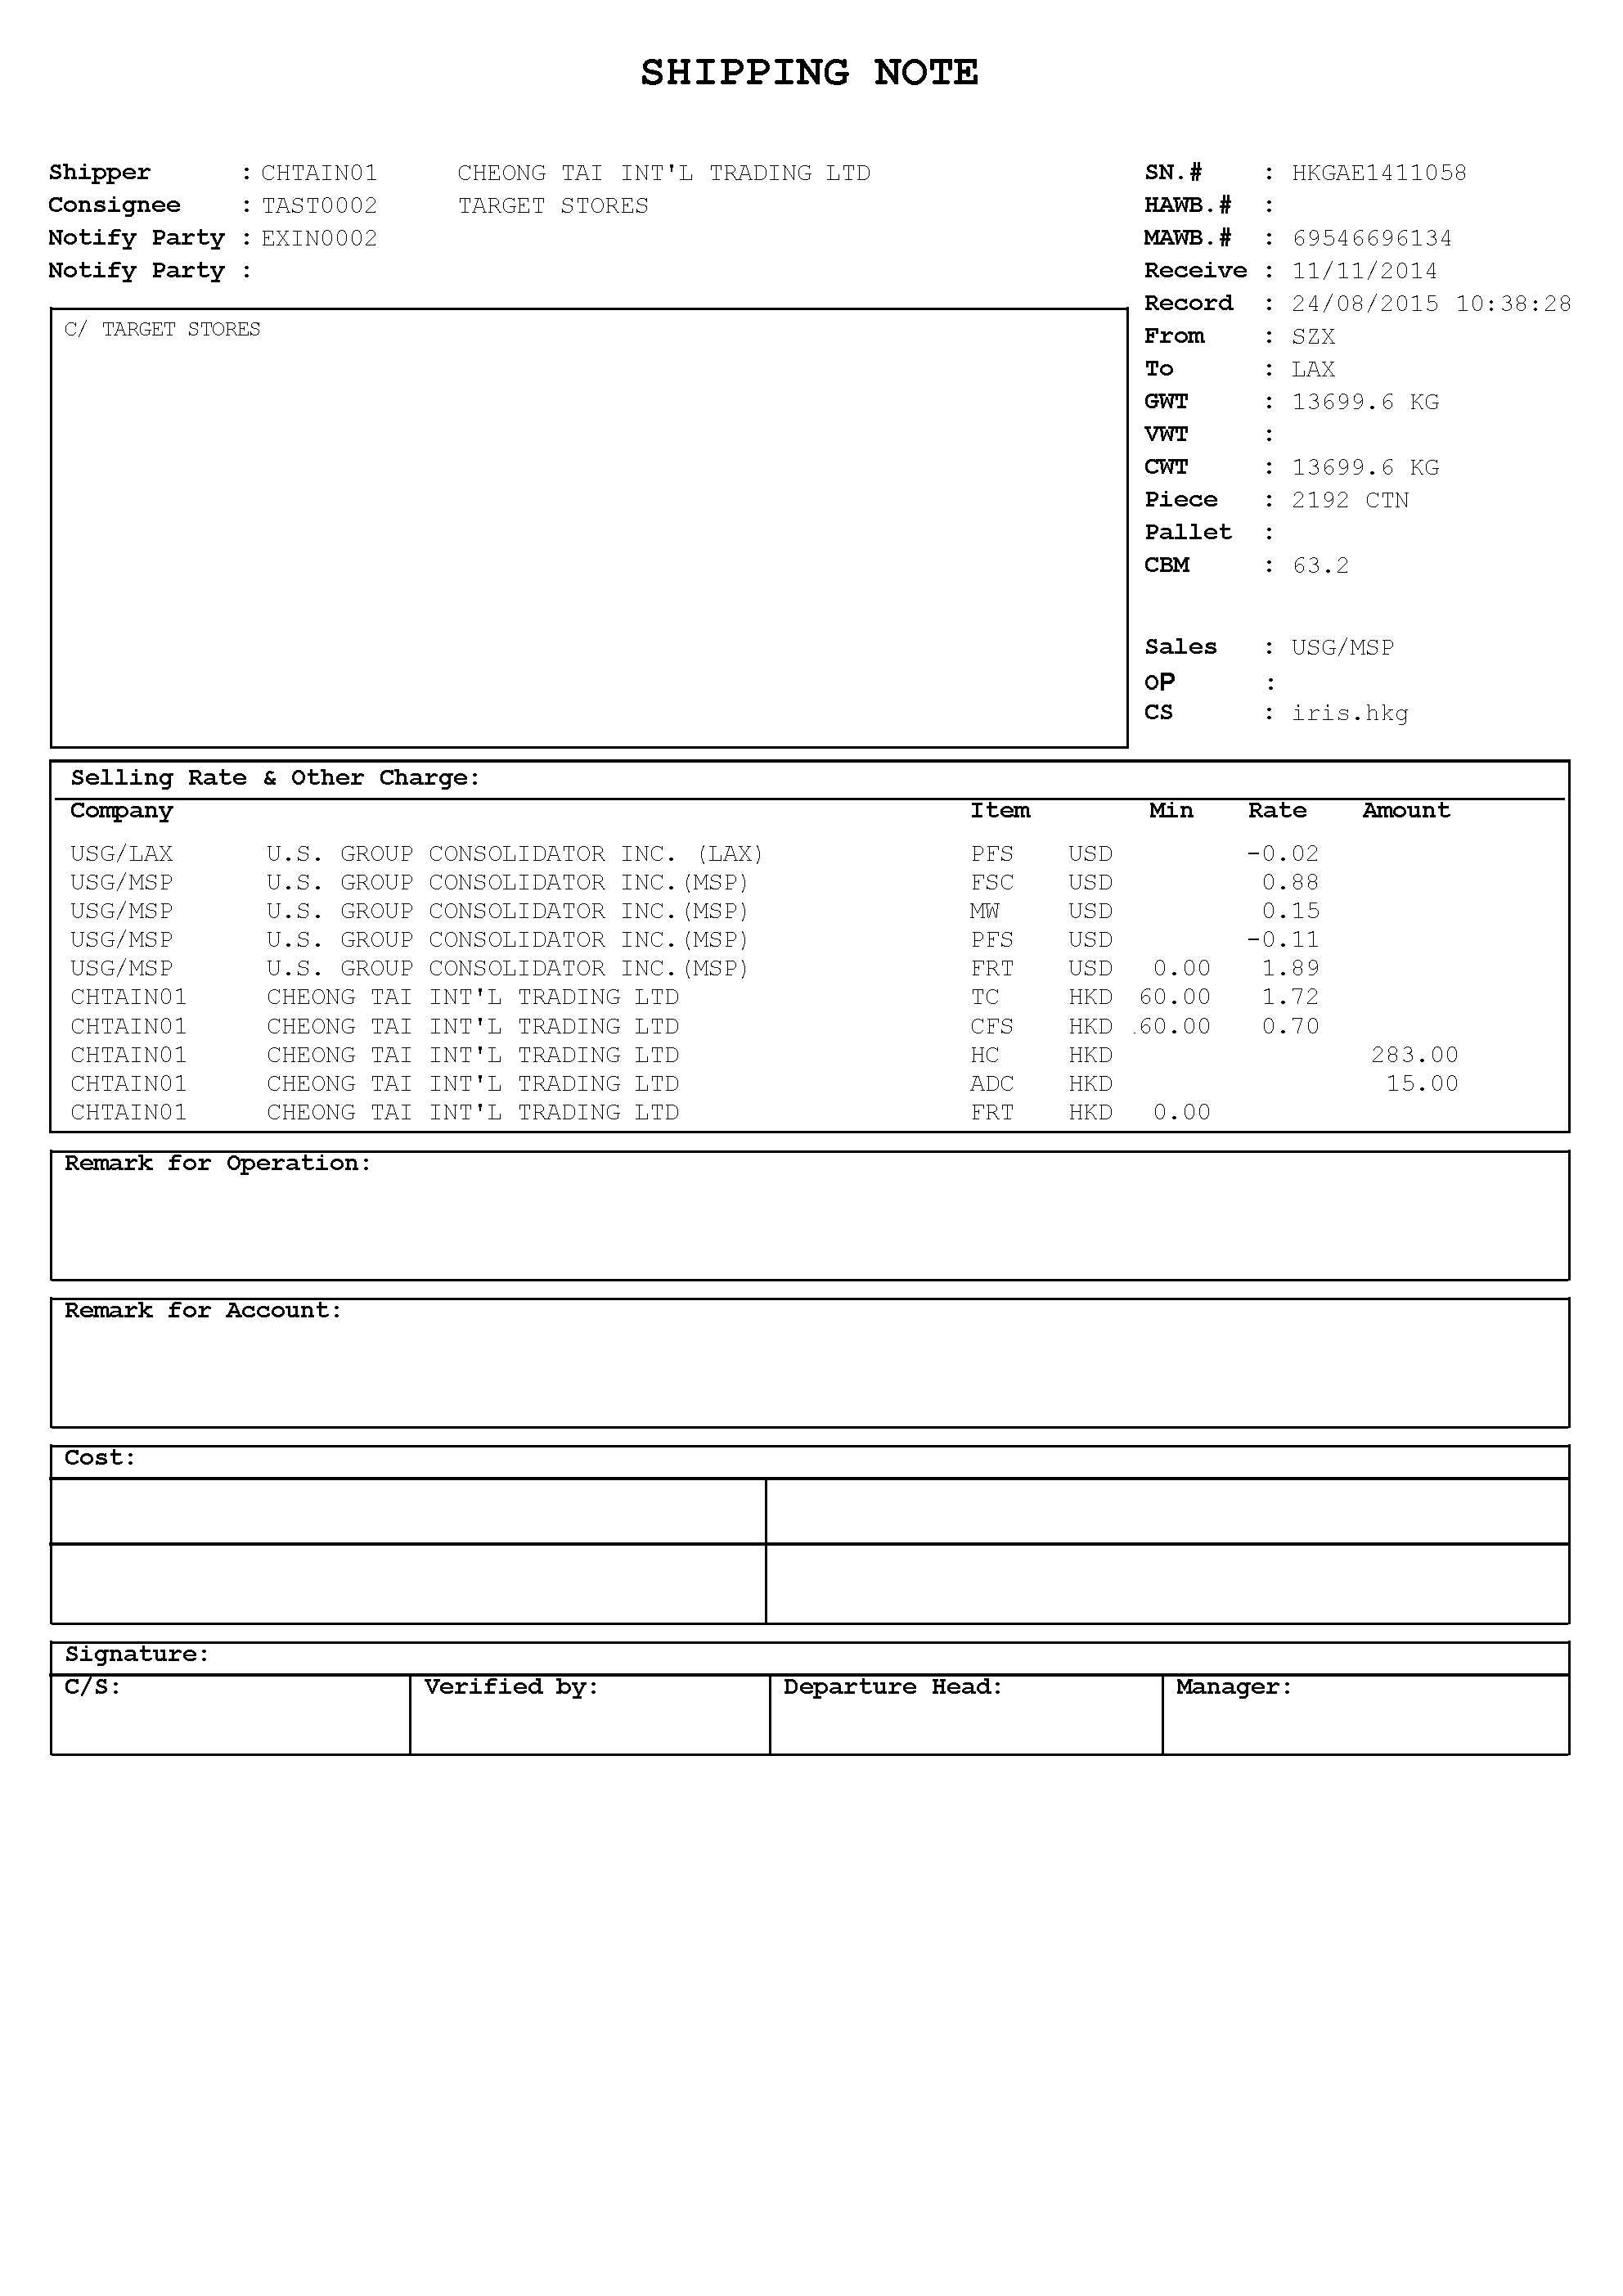 SHIPPING NOTE
Shipper : CHTAIN01 CHEONG TAI INT'L TRADING LTD
Consignee : TAST0002 TARGET STORES
Notify Party : EXIN0002
Notify Party :
SN.# : HKGAE1411058
HAWB.# :
MAWB.# : 69546696134
Receive : 11/11/2014
Record : 24/08/2015 10:38:28
From : SZX
To : LAX
GWT : 13699.6 KG
VWT :
CWT : 13699.6 KG
Piece : 2192 CTN
Pallet :
CBM : 63.2
Sales : USG/MSP
OP :
CS : iris.hkg
C/ TARGET STORES
Selling Rate & Other Charge:
Company Item Min Rate Amount
USG/LAX U.S. GROUP CONSOLIDATOR INC. (LAX) PFS USD -0.02
USG/MSP U.S. GROUP CONSOLIDATOR INC.(MSP) FSC USD 0.88
USG/MSP U.S. GROUP CONSOLIDATOR INC.(MSP) MW USD 0.15
USG/MSP U.S. GROUP CONSOLIDATOR INC.(MSP) PFS USD -0.11
USG/MSP U.S. GROUP CONSOLIDATOR INC.(MSP) FRT USD 0.00 1.89
CHTAIN01 CHEONG TAI INT'L TRADING LTD TC HKD 60.00 1.72
CHTAIN01 CHEONG TAI INT'L TRADING LTD CFS HKD 60.00 0.70
CHTAIN01 CHEONG TAI INT'L TRADING LTD HC HKD 283.00
CHTAIN01 CHEONG TAI INT'L TRADING LTD ADC HKD 15.00
CHTAIN01 CHEONG TAI INT'L TRADING LTD FRT HKD 0.00
Remark for Operation:
Remark for Account:
Cost:
Signature:
C/S: Verified by: Departure Head: Manager: